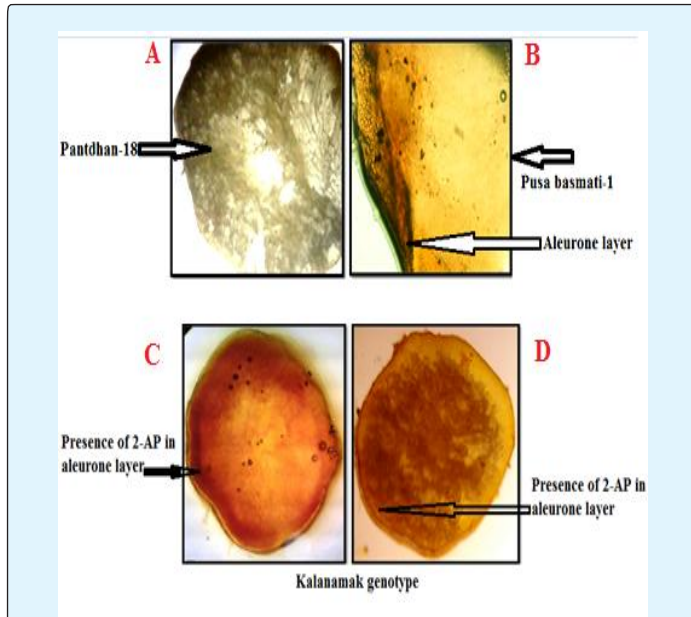 A
B
Pantdhan-18
Pusa basmati-1
Aleurone layer
C
D
Presence of 2-AP in
aleurone layer
Presence of 2-AP in
aleurone layer
Kalanamak genotype